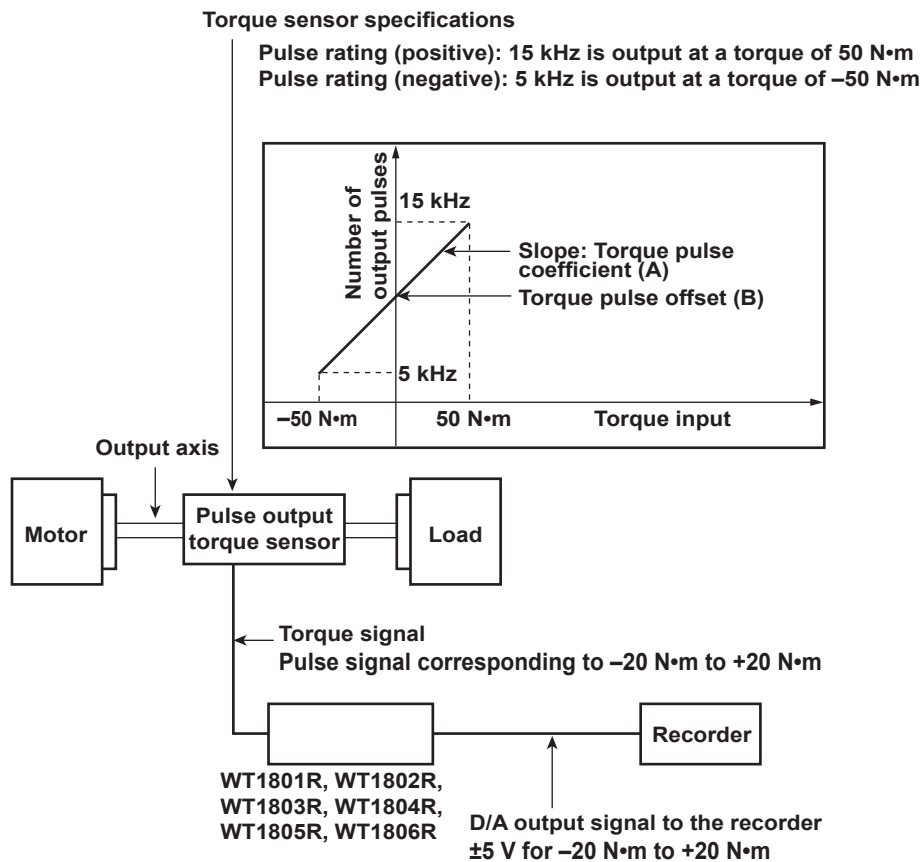 Torque sensor specifications
Pulse rating (positive): 15 kHz is output at a torque of 50 N•m
Pulse rating (negative): 5 kHz is output at a torque of –50 N•m
Number of
output pulses
15 kHz
Slope: Torque pulse
coefficient (A)
Torque pulse offset (B)
5 kHz
–50 N•m
50 N•m
Torque input
Output axis
Motor
Pulse output
torque sensor
Load
Torque signal
Pulse signal corresponding to –20 N•m to +20 N•m
Recorder
WT1801R, WT1802R,
WT1803R, WT1804R,
WT1805R, WT1806R
D/A output signal to the recorder
±5 V for –20 N•m to +20 N•m